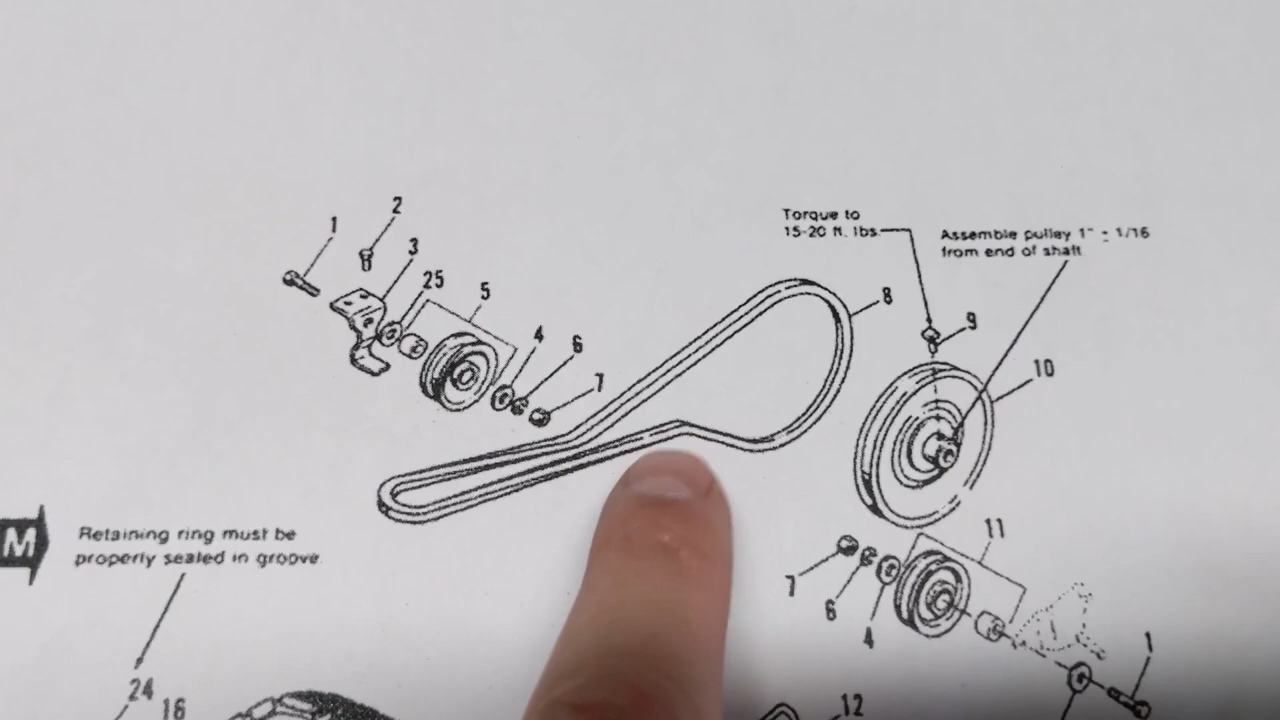 2
1
3
25
5
4
6
7
Torque to
15-20 ft. lbs.
Assemble pulley 1" ± 1/16
from end of shaft
8
9
10
M
Retaining ring must be
properly sealed in groove.
11
7
6
4
1
24
16
12